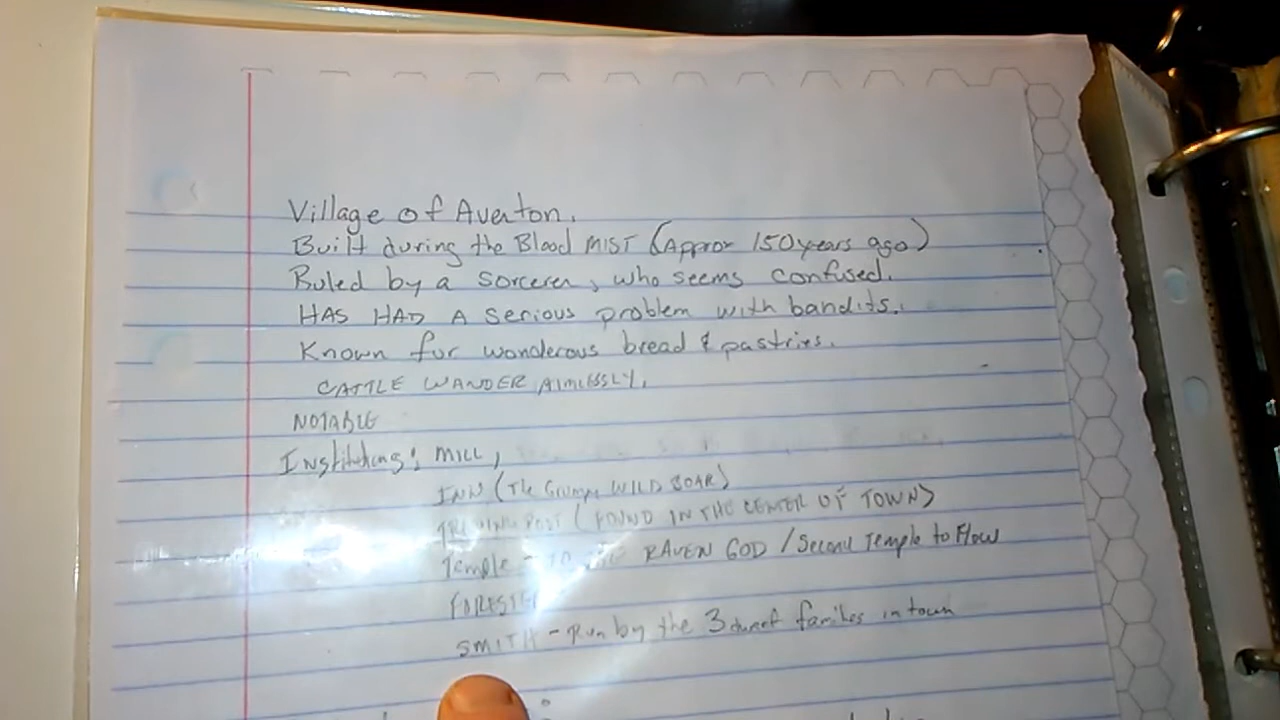 Village of Averton.
Built during the Blood MIST (Approx 150 years ago)
Ruled by a sorcerer, who seems confused.
HAS HAD A serious problem with bandits.
Known for wonderous bread & pastries.
CATTLE WANDER AIMLESSLY.
NOTABLE
Institutions: MILL,
INN (The Grumpy WILD BOAR)
POST (FOUND IN THE CENTER OF TOWN)
Temple - RAVEN GOD / Second Temple to Flow
SMITH - Run by the 3 dwarf families in town